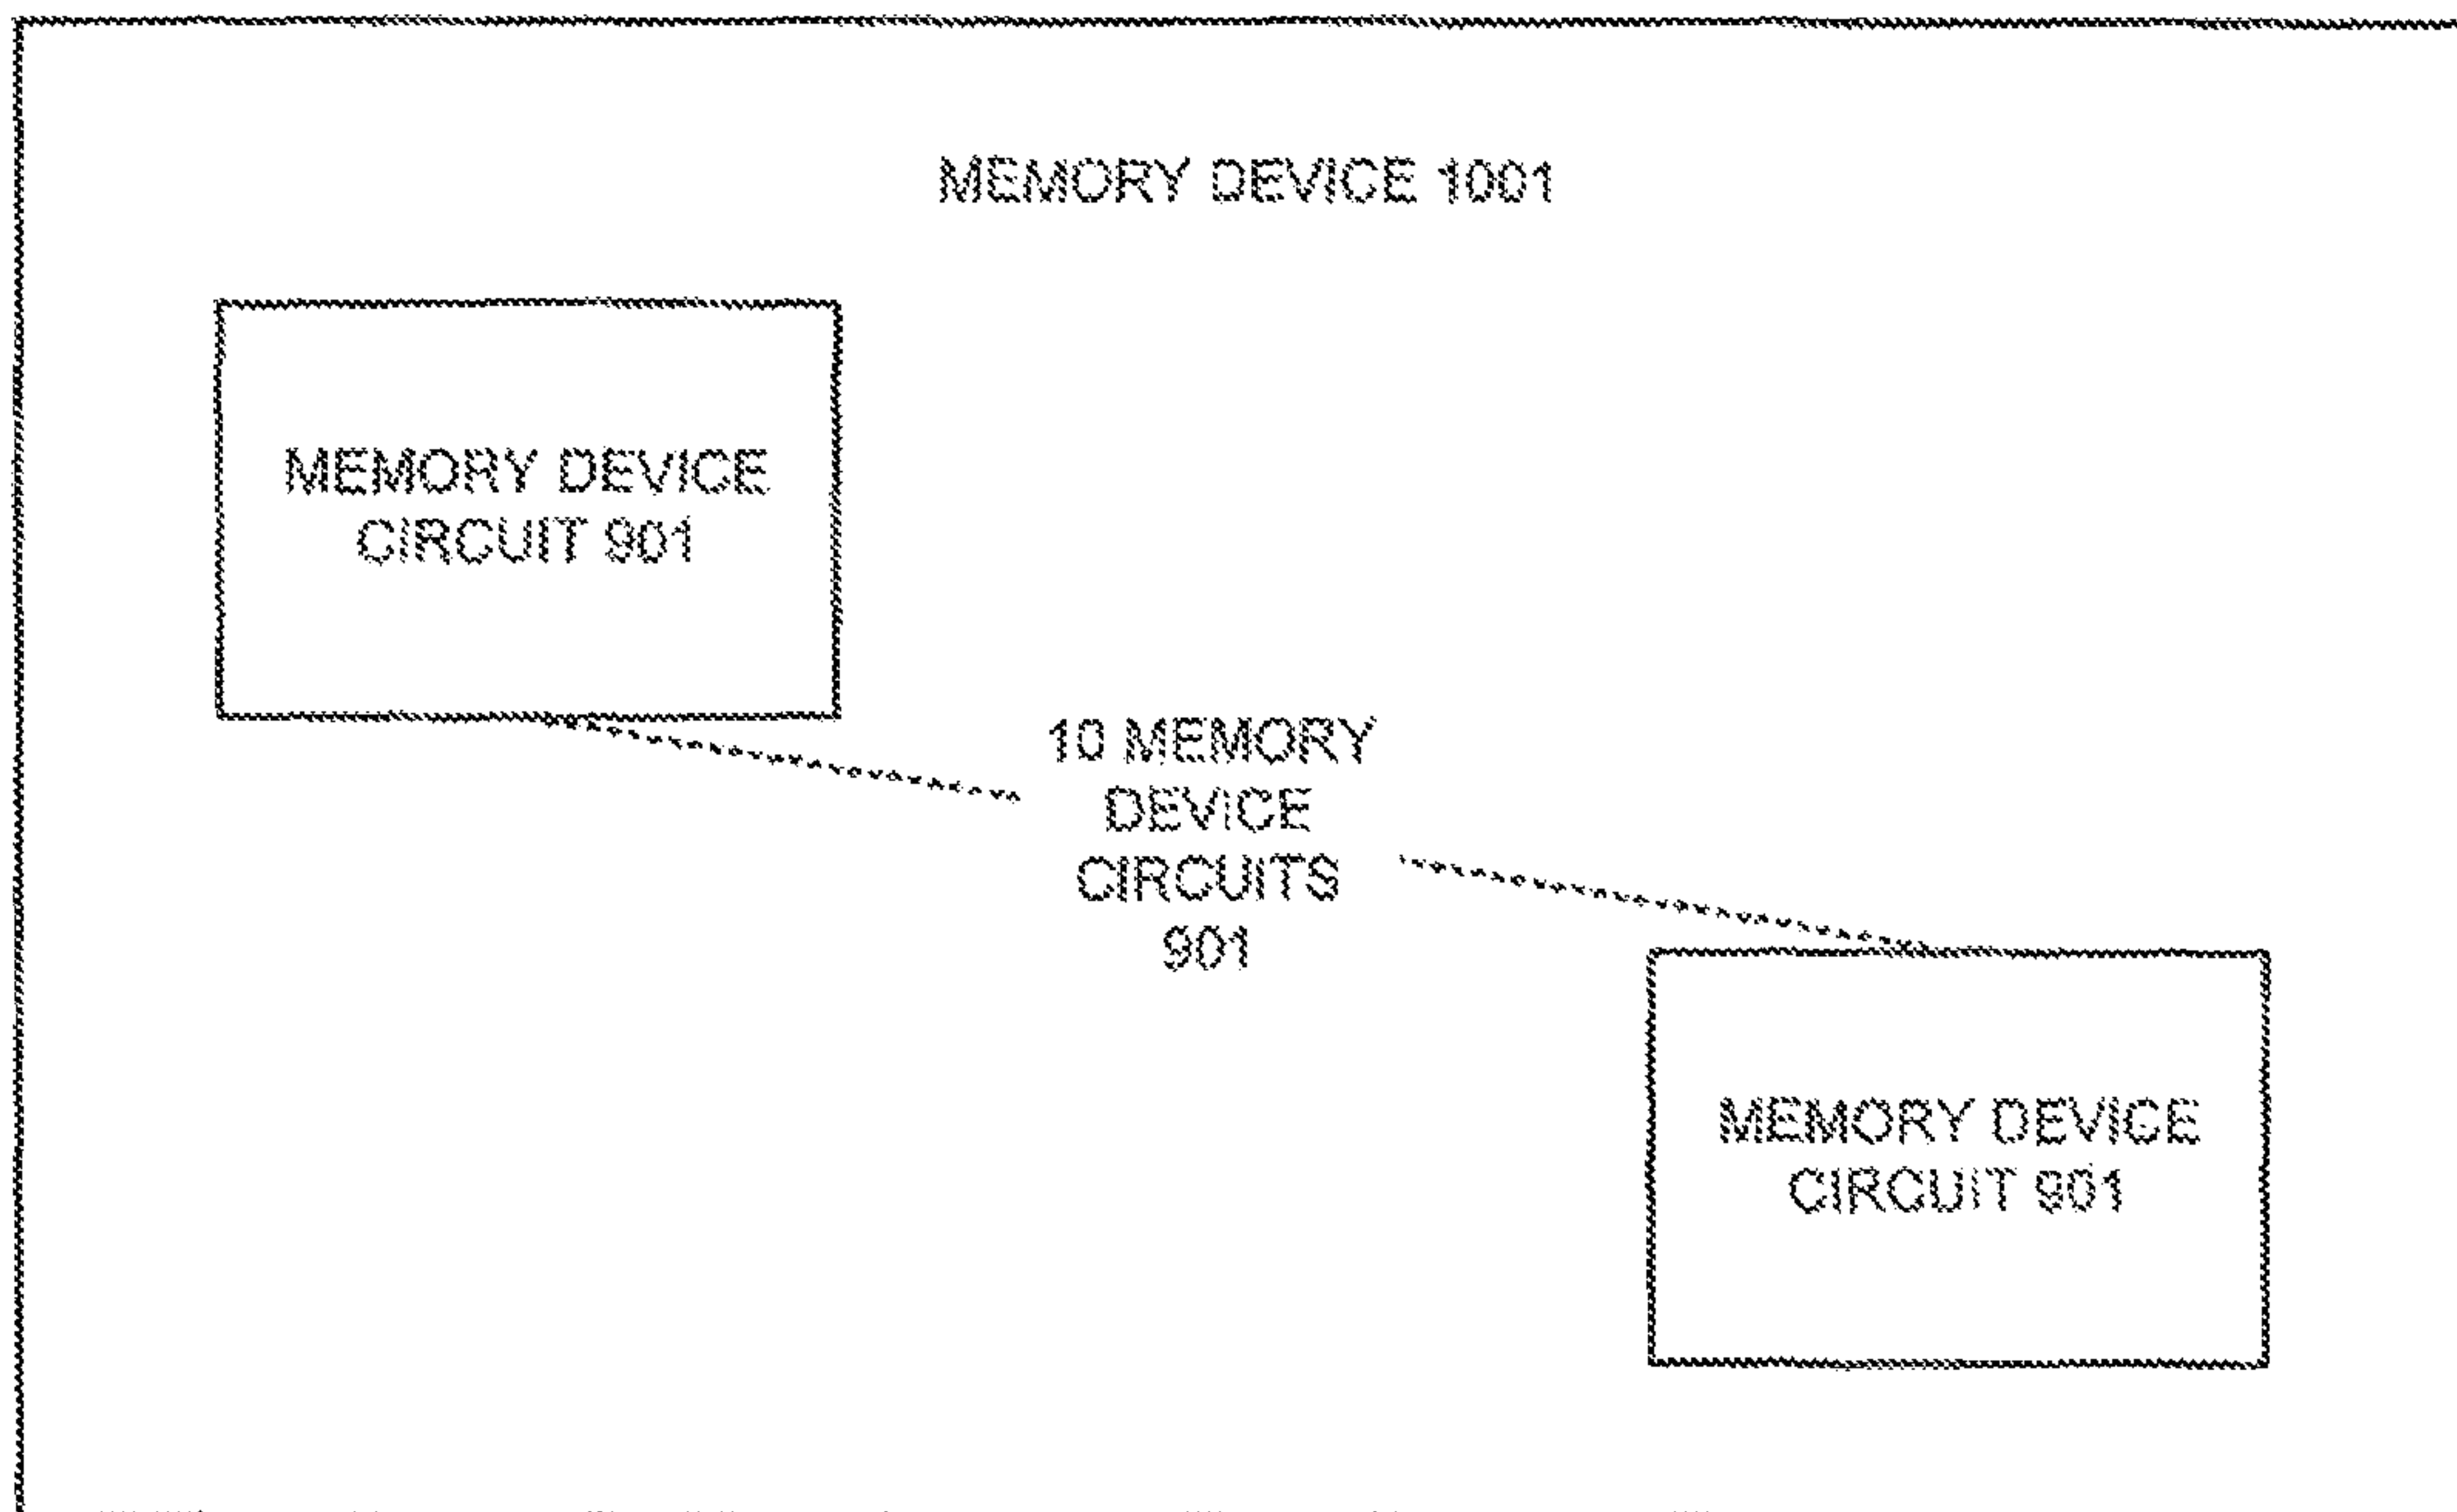 MEMORY DEVICE 1001
MEMORY DEVICE
CIRCUIT 901
10 MEMORY
DEVICE
CIRCUITS
901
MEMORY DEVICE
CIRCUIT 901